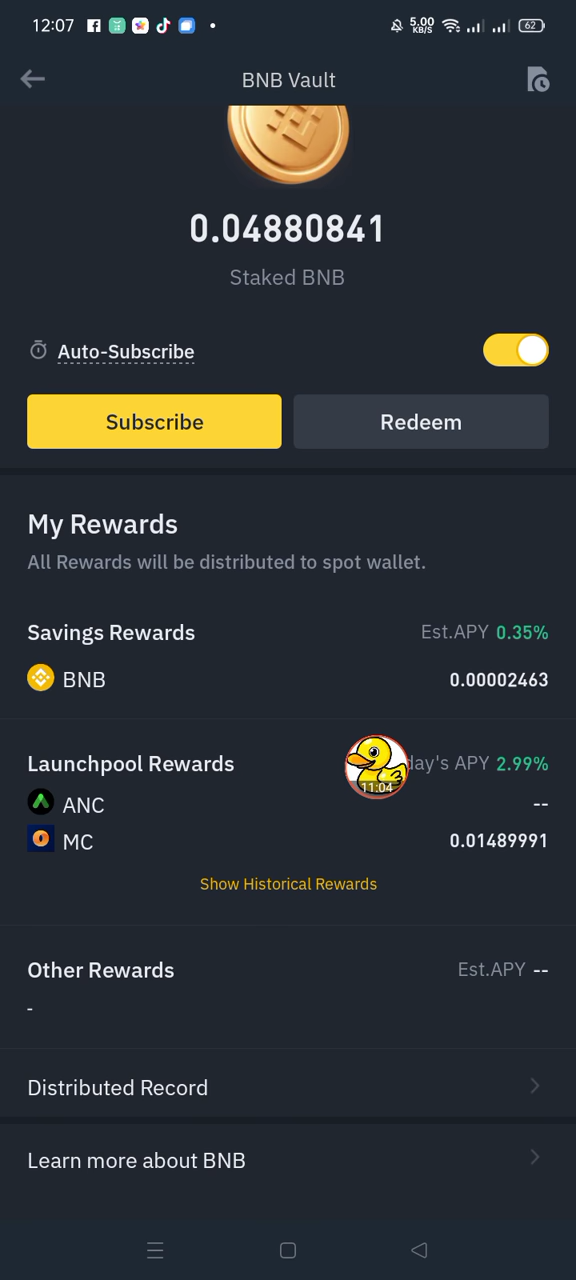 12:07
5.00
KB/S
62
BNB Vault
0.04880841
Staked BNB
Auto-Subscribe
Subscribe
Redeem
My Rewards
All Rewards will be distributed to spot wallet.
Savings Rewards
Est.APY 0.35%
BNB
0.00002463
Launchpool Rewards
APY 2.99%
11:04
ANC
--
MC
0.01489991
Show Historical Rewards
Other Rewards
Est.APY --
-
Distributed Record
Learn more about BNB